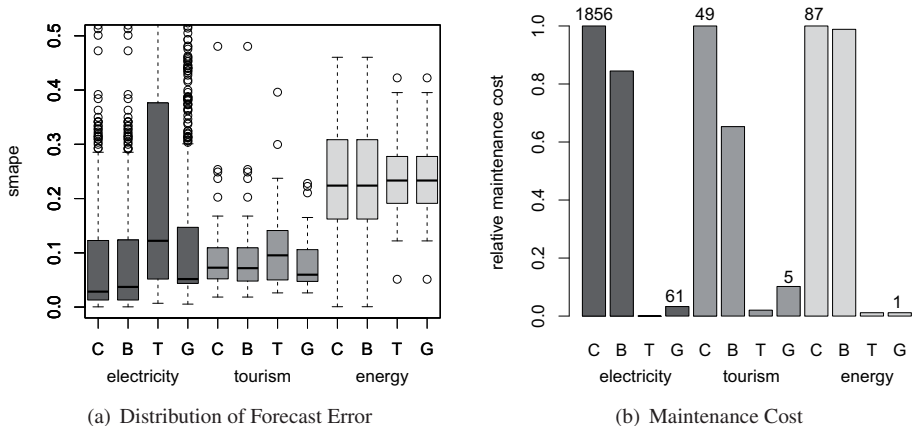 smape
0.5
0.4
0.3
0.2
0.1
0.0
C B T G C B T G C B T G
electricity tourism energy
(a) Distribution of Forecast Error
relative maintenance cost
1.0
0.8
0.6
0.4
0.2
0.0
1856 49 87
61 5 1
C B T G C B T G C B T G
electricity tourism energy
(b) Maintenance Cost